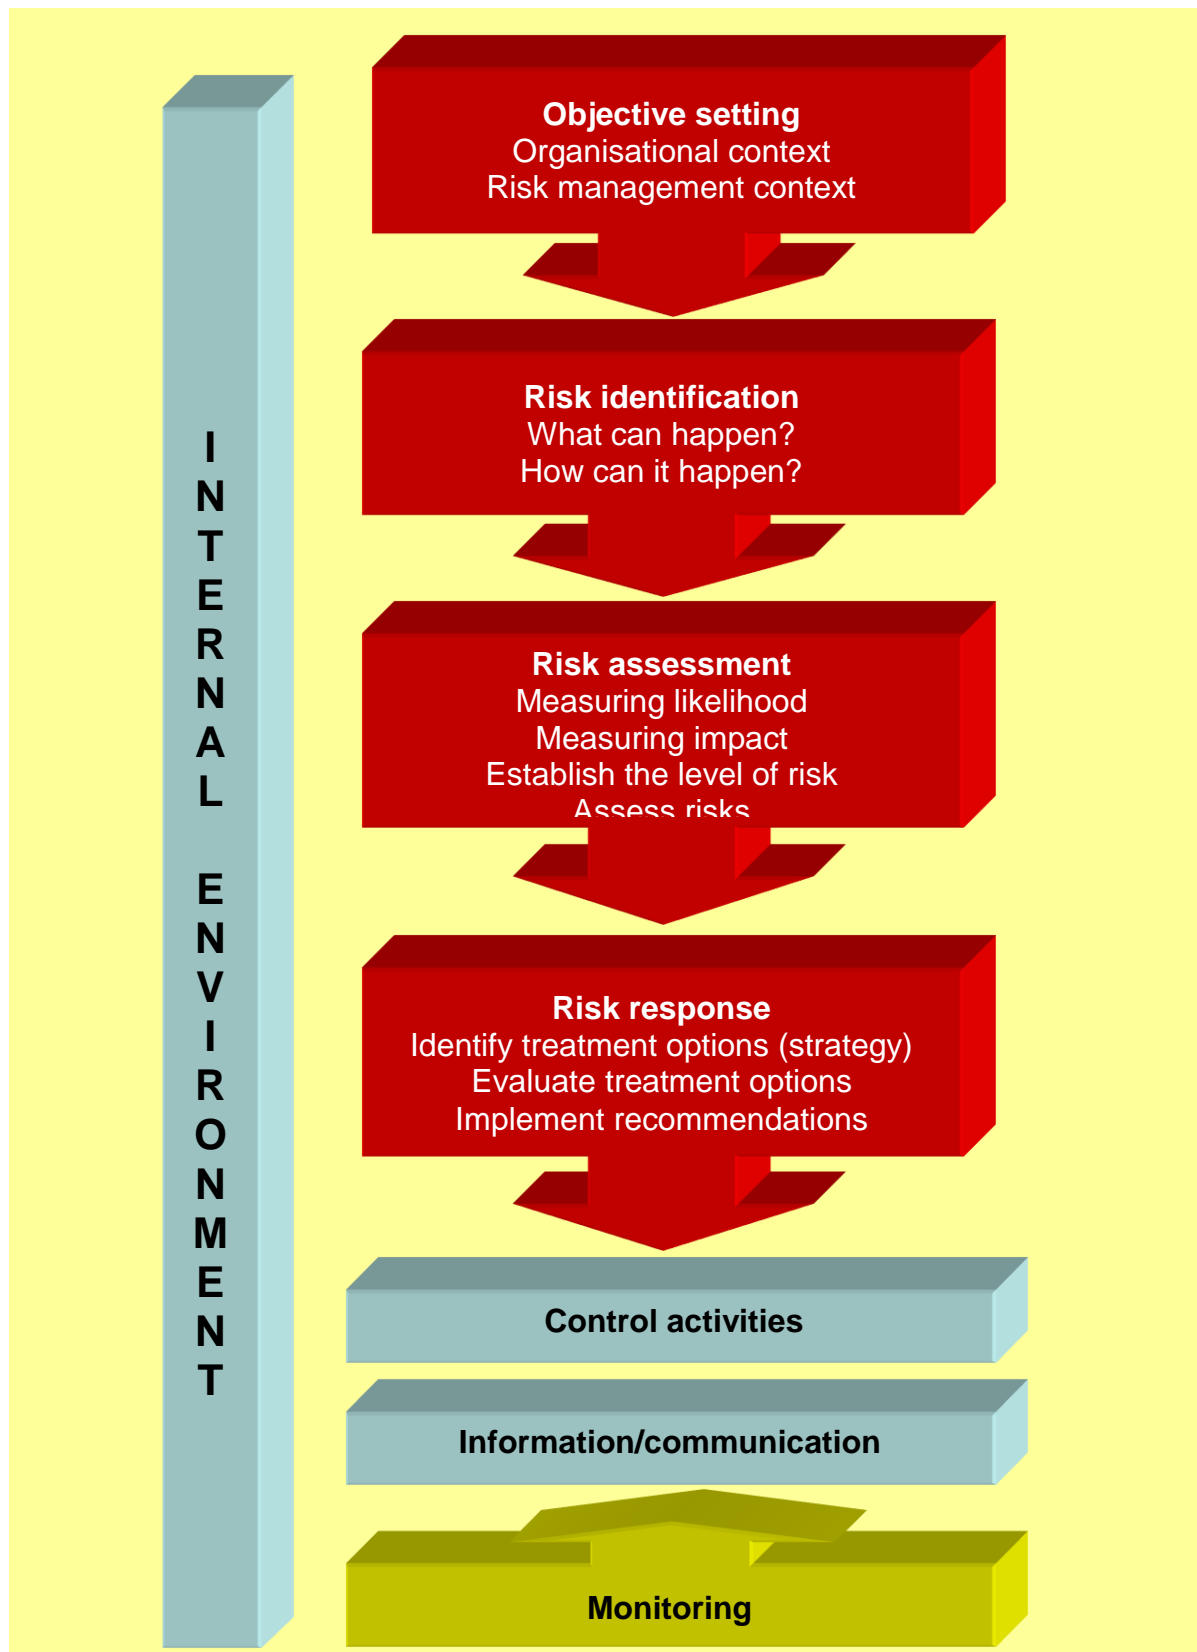 INTERNAL ENVIRONMENT
Objective setting
Organisational context
Risk management context
Risk identification
What can happen?
How can it happen?
Risk assessment
Measuring likelihood
Measuring impact
Establish the level of risk
Assess risks
Risk response
Identify treatment options (strategy)
Evaluate treatment options
Implement recommendations
Control activities
Information/communication
Monitoring